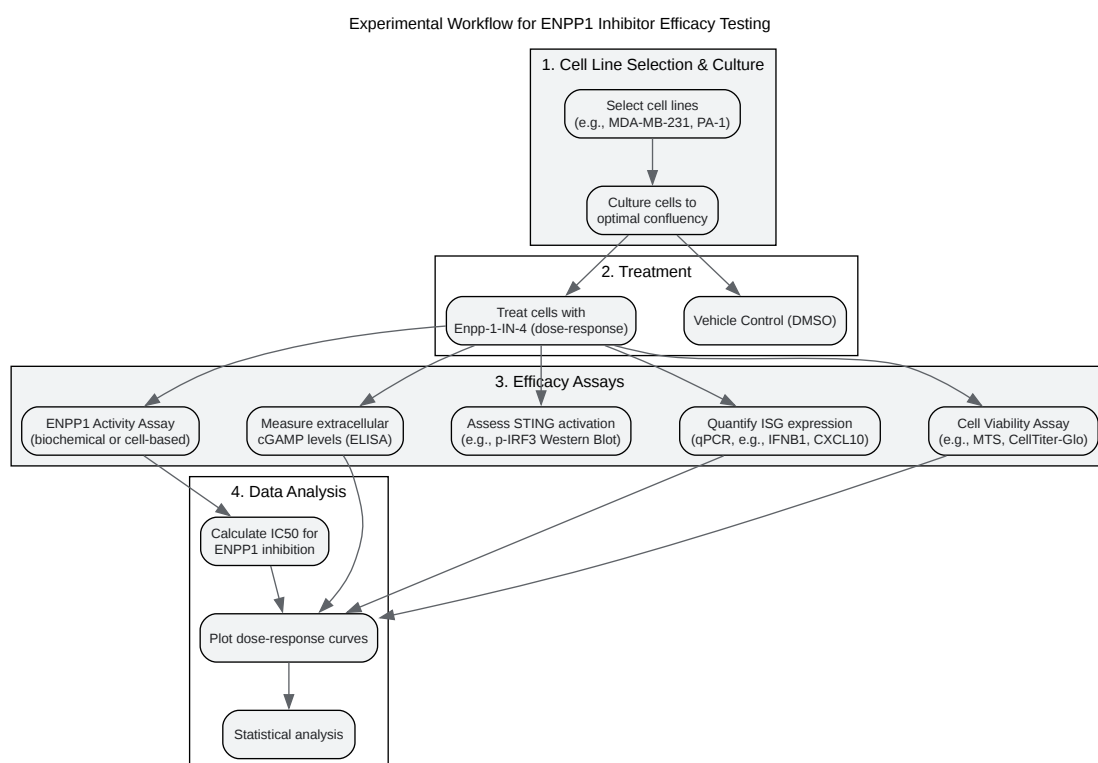 Experimental Workflow for ENPP1 Inhibitor Efficacy Testing
1. Cell Line Selection & Culture
Select cell lines
(e.g., MDA-MB-231, PA-1)
Culture cells to
optimal confluency
2. Treatment
Treat cells with
Enpp-1-IN-4 (dose-response)
Vehicle Control (DMSO)
3. Efficacy Assays
ENPP1 Activity Assay
(biochemical or cell-based)
Measure extracellular
cGAMP levels (ELISA)
Assess STING activation
(e.g., p-IRF3 Western Blot)
Quantify ISG expression
(qPCR, e.g., IFNB1, CXCL10)
Cell Viability Assay
(e.g., MTS, CellTiter-Glo)
4. Data Analysis
Calculate IC50 for
ENPP1 inhibition
Plot dose-response curves
Statistical analysis